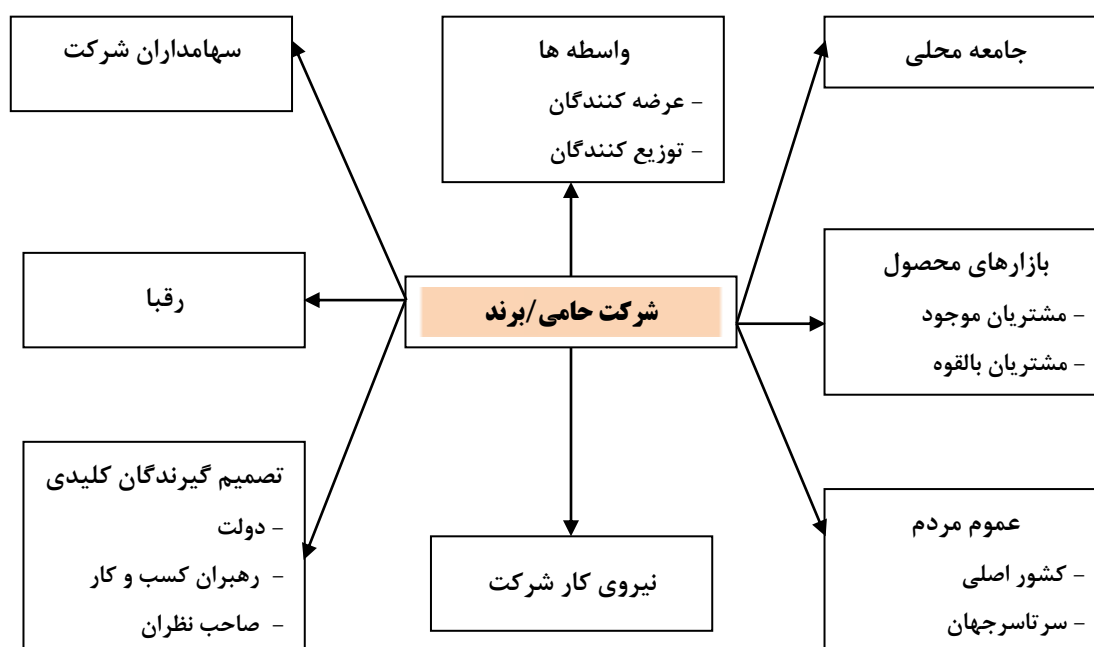 جامعه محلی
واسطه ها
- عرضه کنندگان
- توزیع کنندگان
سهامداران شرکت
بازارهای محصول
- مشتریان موجود
- مشتریان بالقوه
شرکت حامی/برند
رقبا
عموم مردم
- کشور اصلی
- سرتاسرجهان
نیروی کار شرکت
تصمیم گیرندگان کلیدی
- دولت
- رهبران کسب و کار
- صاحب نظران